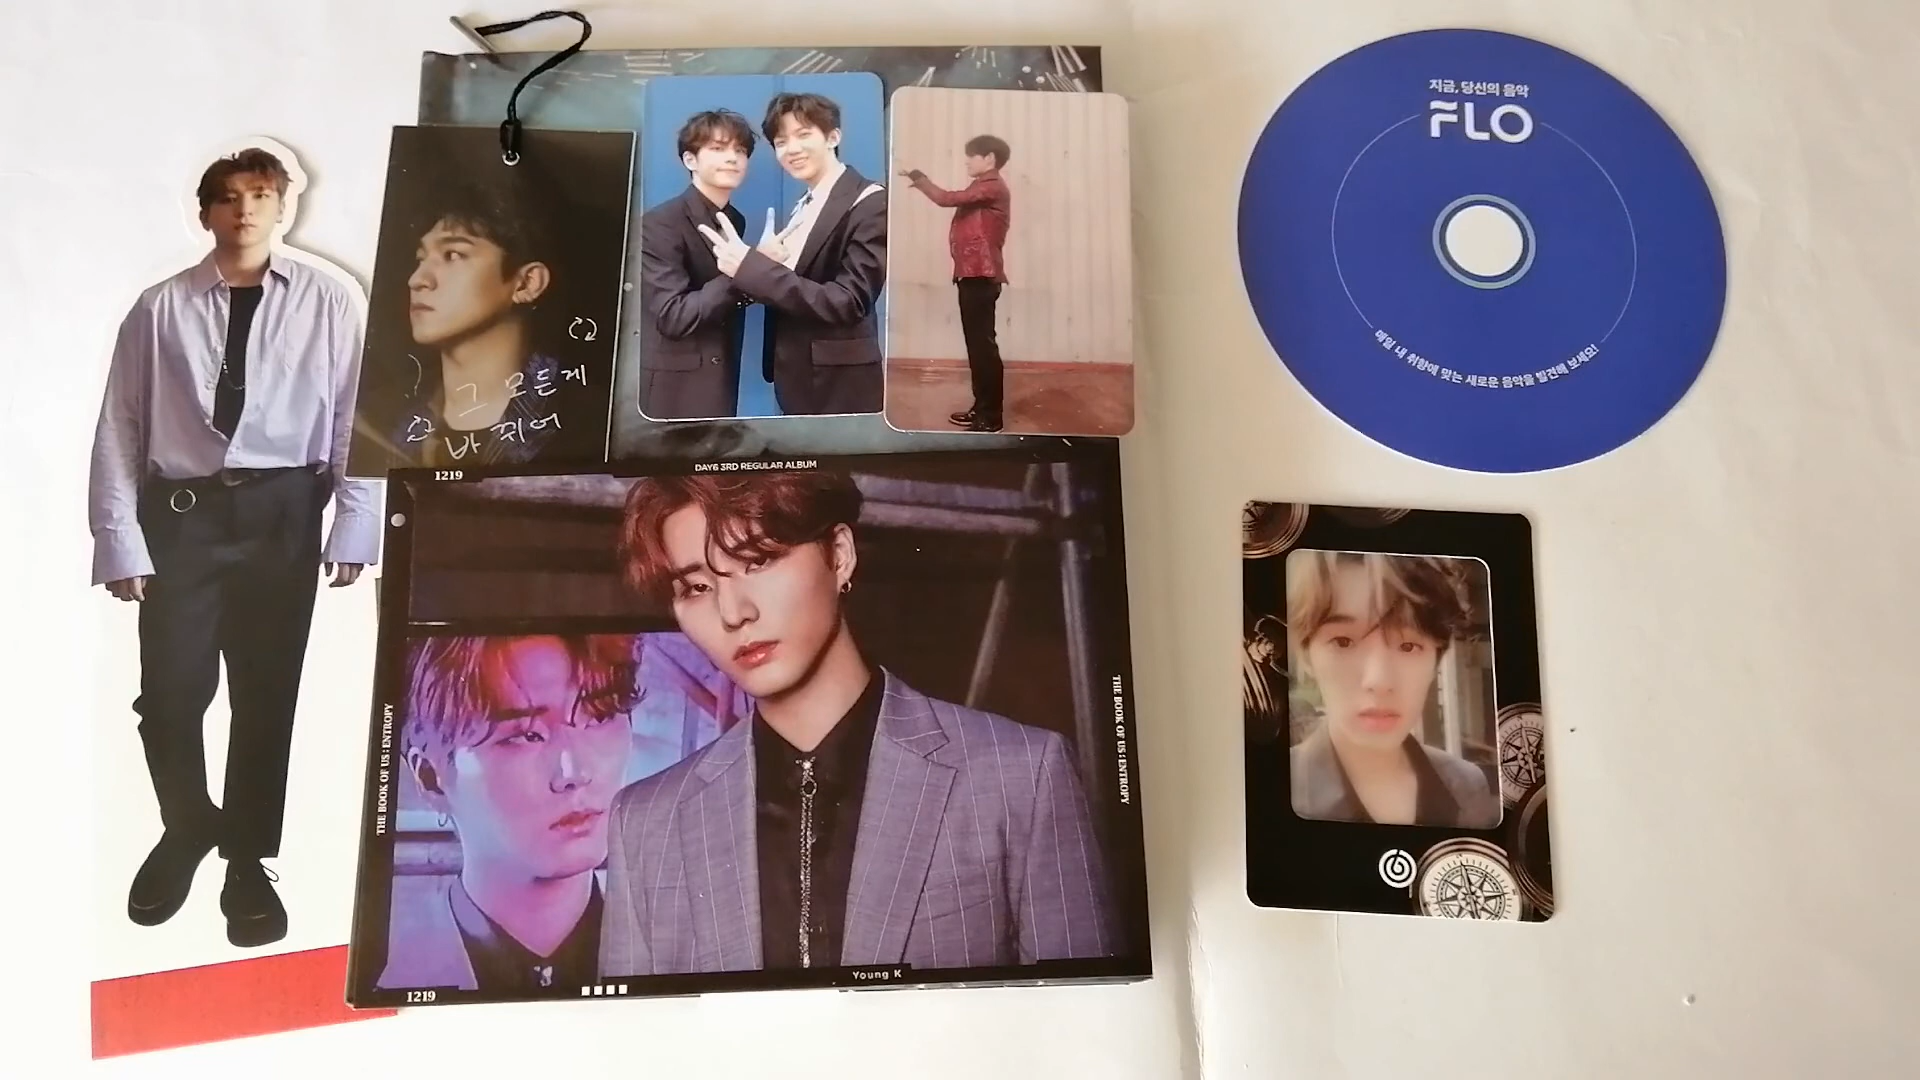 지금, 당신의 음악
FLO
매일 내 취향에 맞는 새로운 음악을 발견해 보세요!
그 모든게
바뀌어
1219
DAY6 3RD REGULAR ALBUM
THE BOOK OF US : ENTROPY
THE BOOK OF US : ENTROPY
Young K
1219